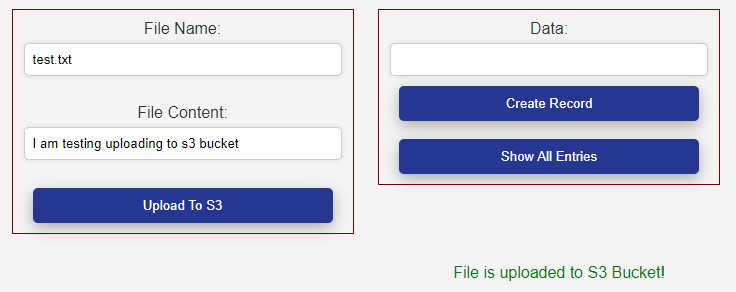 File Name:
test.txt
File Content:
I am testing uploading to s3 bucket
Upload To S3
Data:
Create Record
Show All Entries
File is uploaded to S3 Bucket!